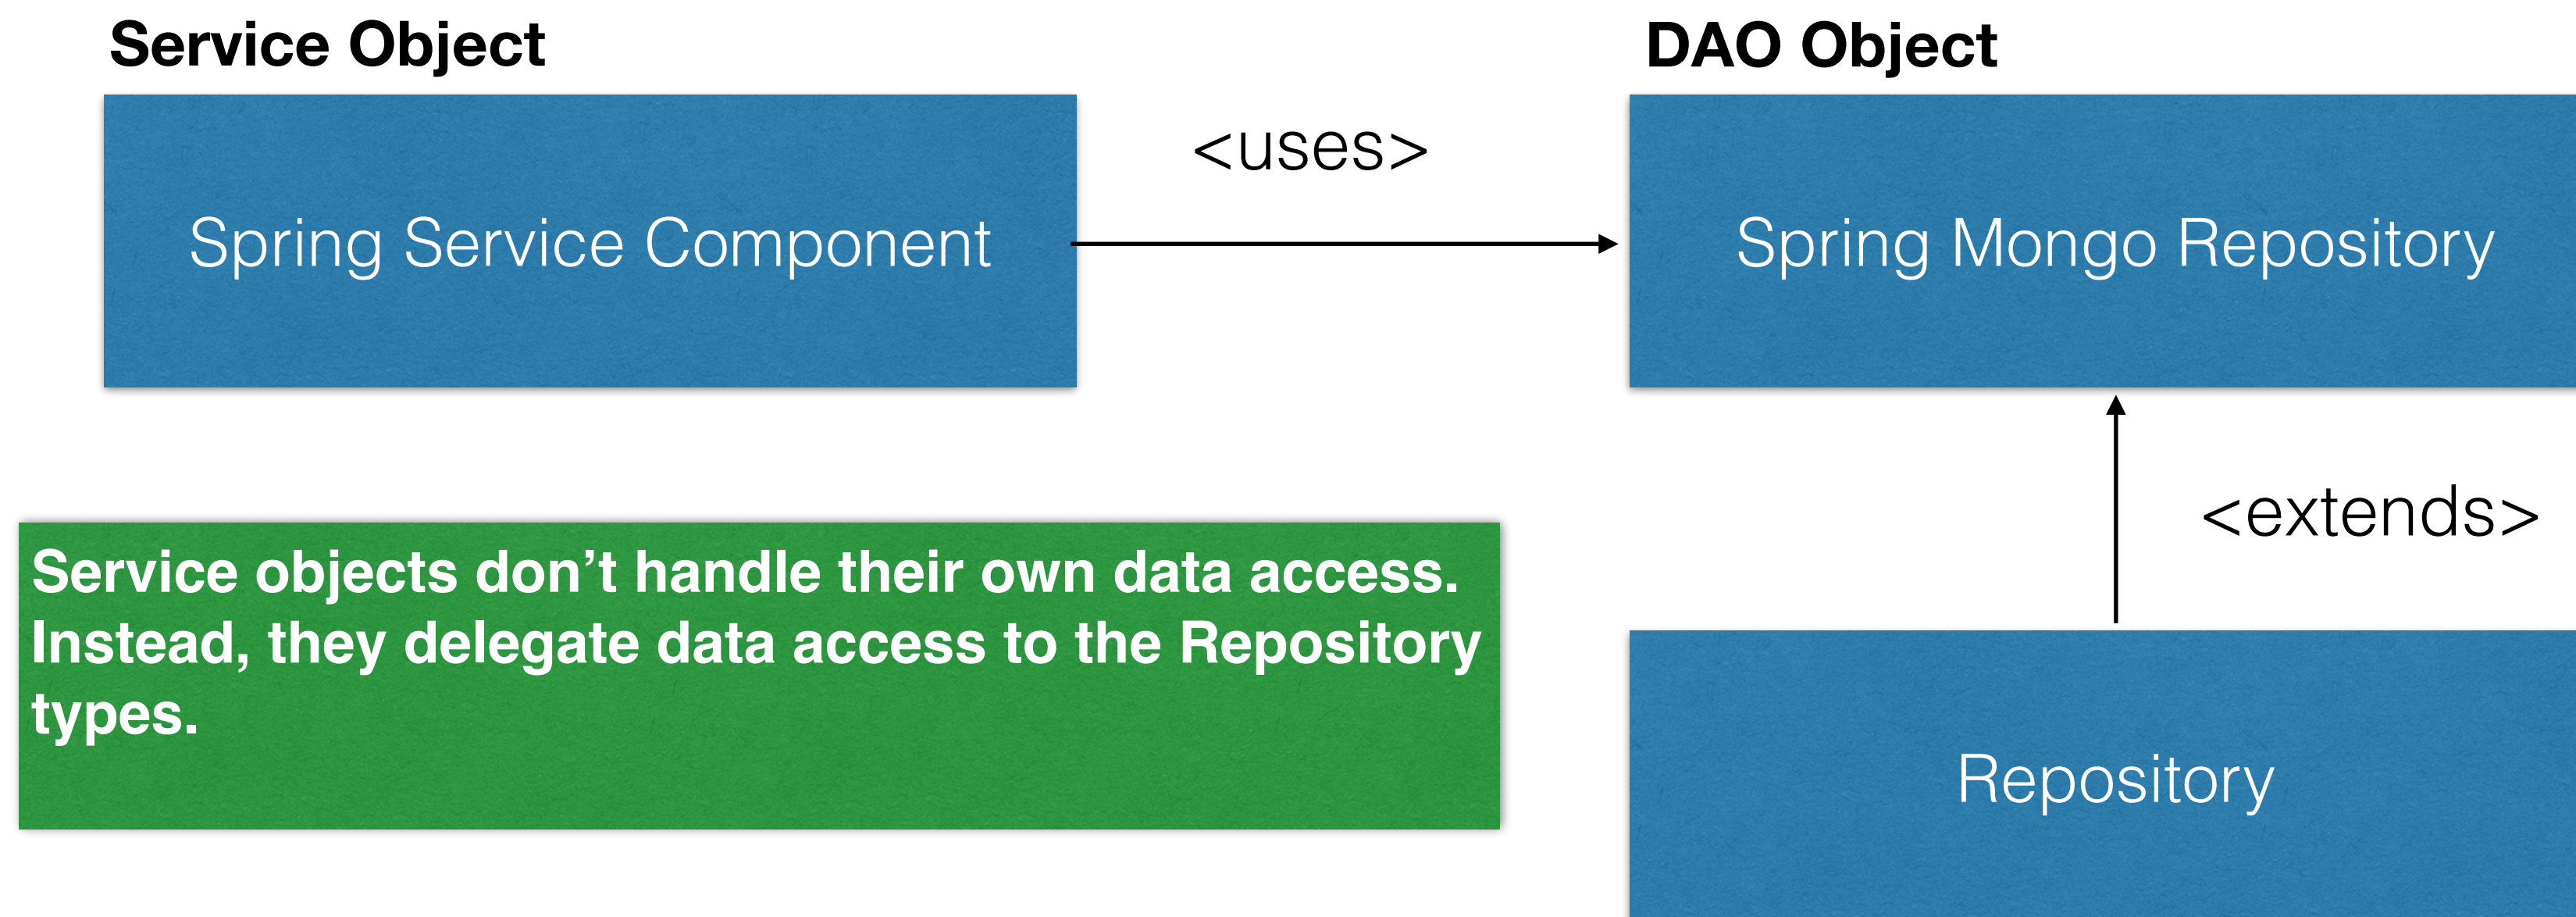 Service Object
DAO Object
Spring Service Component
<uses>
Spring Mongo Repository
<extends>
Service objects don’t handle their own data access.
Instead, they delegate data access to the Repository
types.
Repository